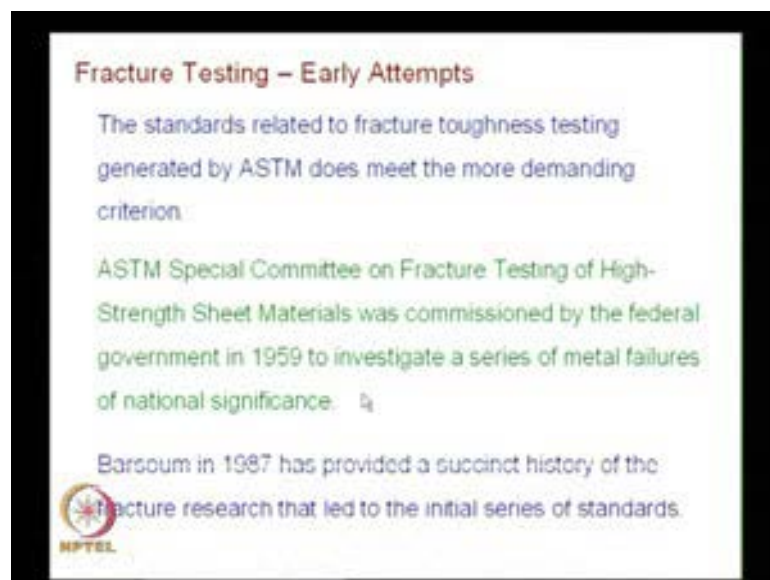 Fracture Testing – Early Attempts
The standards related to fracture toughness testing
generated by ASTM does meet the more demanding
criterion.
ASTM Special Committee on Fracture Testing of High-
Strength Sheet Materials was commissioned by the federal
government in 1959 to investigate a series of metal failures
of national significance.
Barsoum in 1987 has provided a succinct history of the
fracture research that led to the initial series of standards.
NPTEL